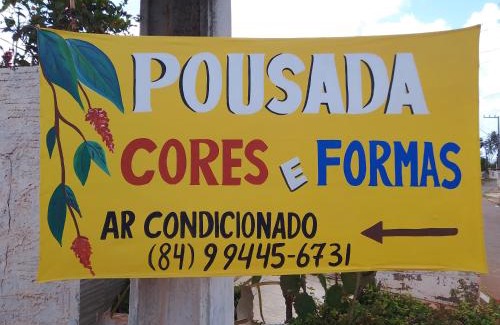 POUSADA
CORES E FORMAS
AR CONDICIONADO
(84) 99445-6731